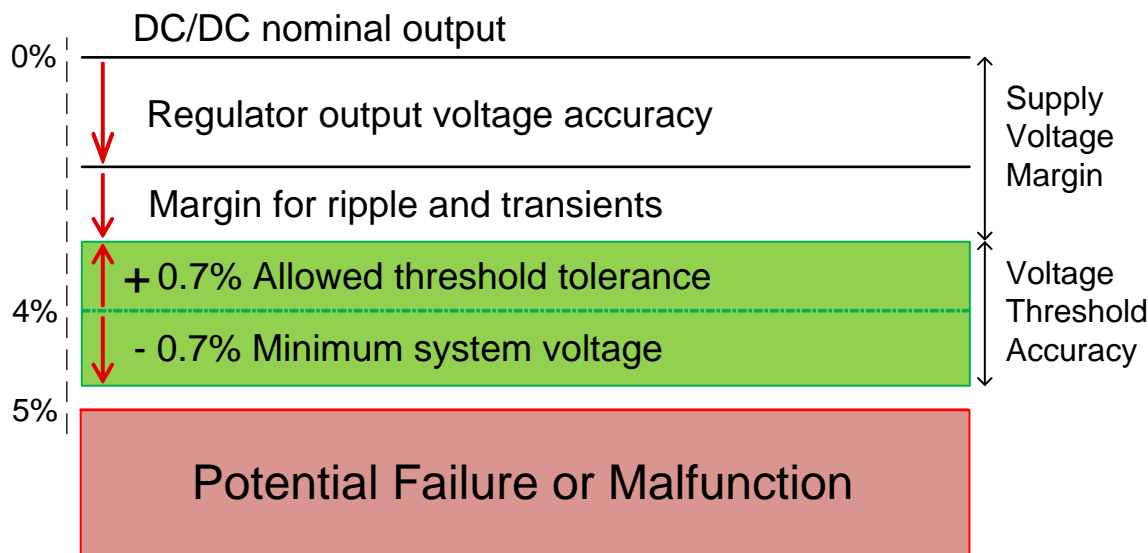 DC/DC nominal output
0%
Regulator output voltage accuracy
Supply
Voltage
Margin
Margin for ripple and transients
+ 0.7% Allowed threshold tolerance
4%
- 0.7% Minimum system voltage
Voltage
Threshold
Accuracy
5%
Potential Failure or Malfunction